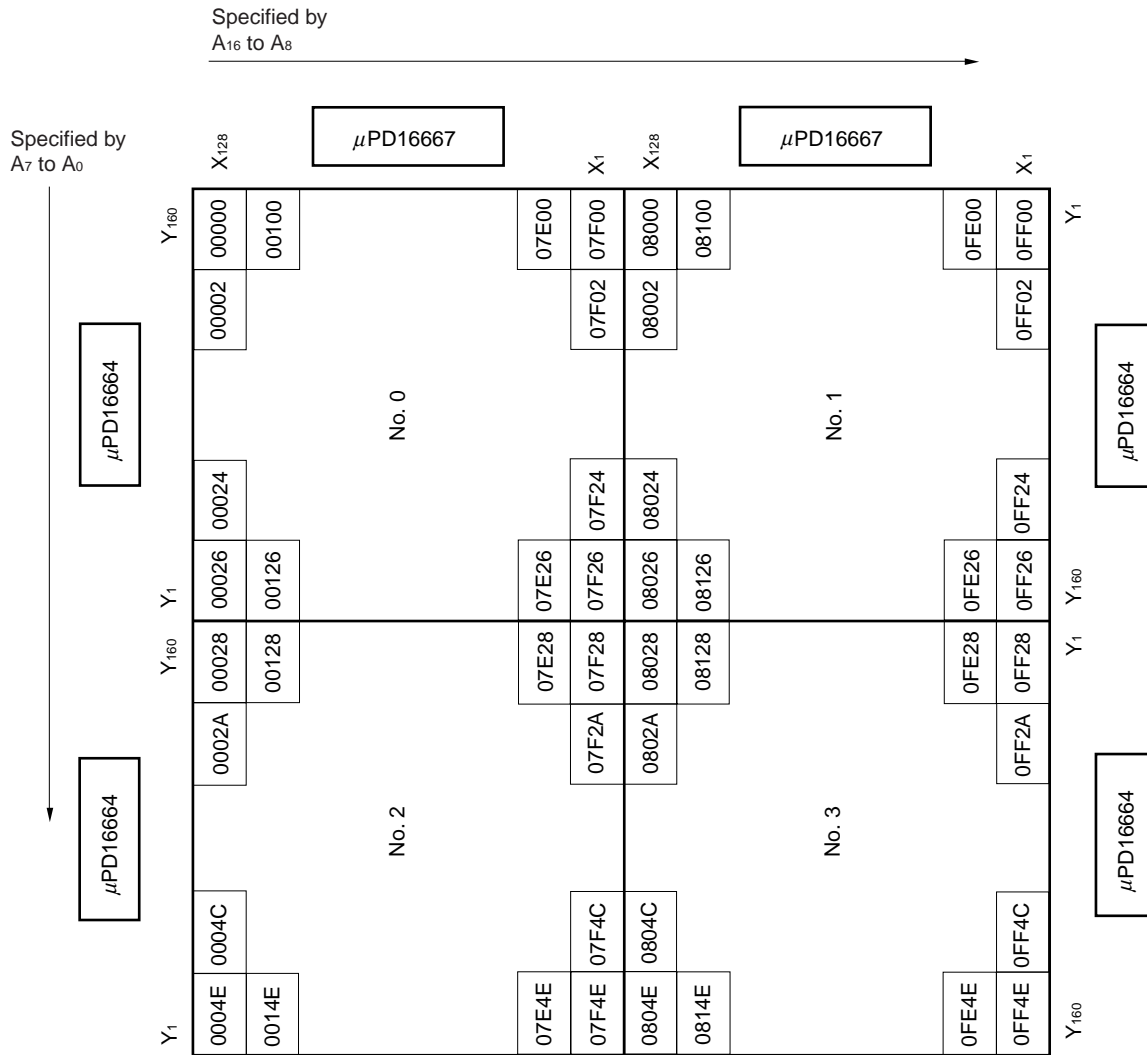 Specified by
A16 to A8
Specified by
A7 to A0
X128
μPD16667
X1
X128
μPD16667
X1
Y160
00000
00100
07E00
07F00
08000
08100
0FE00
0FF00
Y1
00002
07F02
08002
0FF02
μPD16664
No. 0
No. 1
μPD16664
00024
07F24
08024
0FF24
Y1
00026
00126
07E26
07F26
08026
08126
0FE26
0FF26
Y160
Y160
00028
00128
07E28
07F28
08028
08128
0FE28
0FF28
Y1
0002A
07F2A
0802A
0FF2A
μPD16664
No. 2
No. 3
μPD16664
0004C
07F4C
0804C
0FF4C
Y1
0004E
0014E
07E4E
07F4E
0804E
0814E
0FE4E
0FF4E
Y160